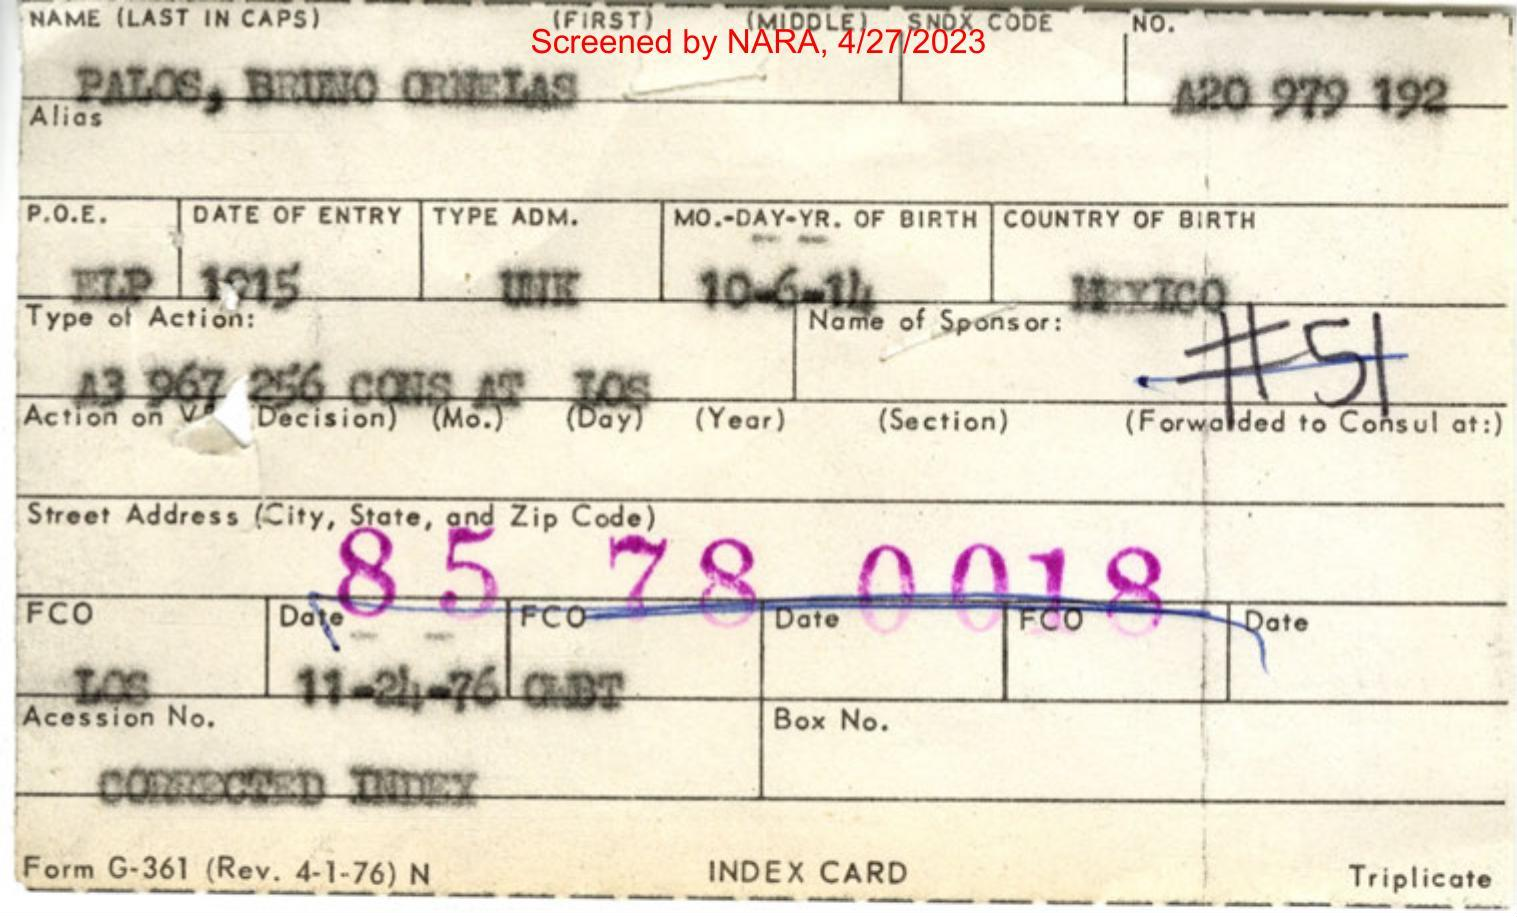 NAME (LAST IN CAPS) (FIRST) (MIDDLE) SNDX CODE NO.
Screened by NARA, 4/27/2023
PALOS, BRUNO ORNELAS A20 979 192
Alias
P.O.E. DATE OF ENTRY TYPE ADM. MO.-DAY-YR. OF BIRTH COUNTRY OF BIRTH
ELP 1915 UNK 10-6-14 MEXICO
Type of Action: Name of Sponsor:
#51
A3 967 256 CONS AT LOS
Action on (Decision) (Mo.) (Day) (Year) (Section) (Forwarded to Consul at:)
Street Address (City, State, and Zip Code)
85 78 0018
FCO Date FCO Date FCO Date
LOS 11-24-76
Acession No. Box No.
CORRECTED INDEX
Form G-361 (Rev. 4-1-76) N INDEX CARD Triplicate